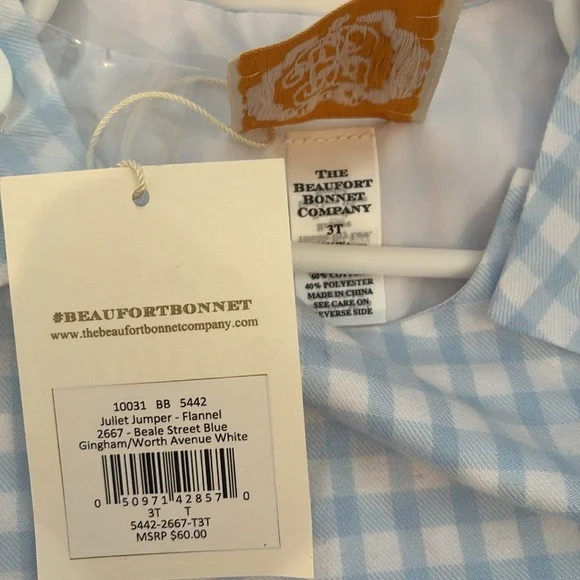 THE
BEAUFORT
BONNET
COMPANY
3T
60% COTTON
40% POLYESTER
MADE IN CHINA
SEE CARE ON
REVERSE SIDE
#BEAUFORTBONNET
www.thebeaufortbonnetcompany.com
10031 BB 5442
Juliet Jumper - Flannel
2667 - Beale Street Blue
Gingham/Worth Avenue White
0 50971 42857 0
3T T
5442-2667-T3T
MSRP $60.00